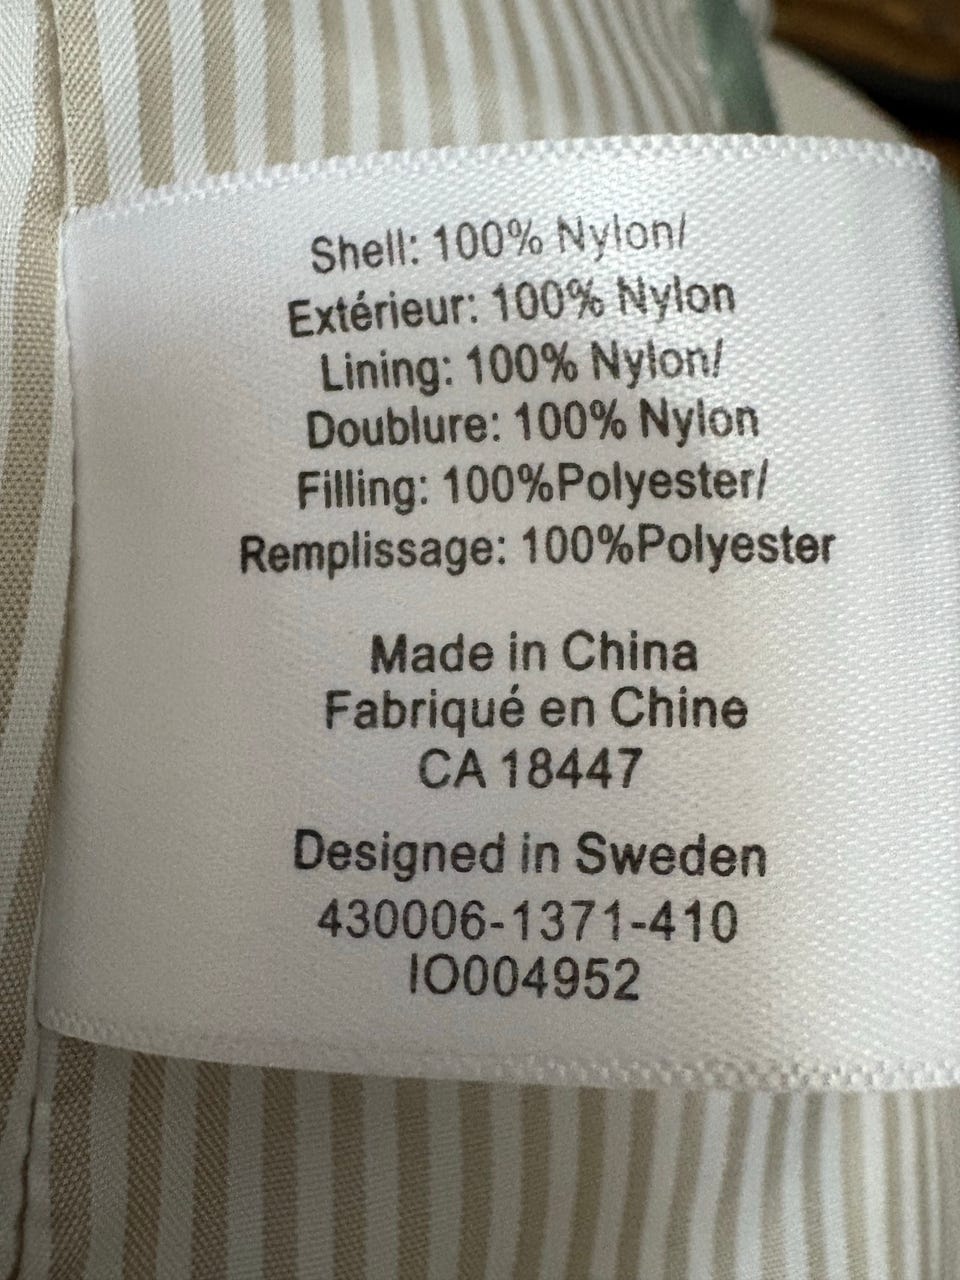 Shell: 100% Nylon/
Extérieur: 100% Nylon
Lining: 100% Nylon/
Doublure: 100% Nylon
Filling: 100%Polyester/
Remplissage: 100%Polyester
Made in China
Fabriqué en Chine
CA 18447
Designed in Sweden
430006-1371-410
IO004952